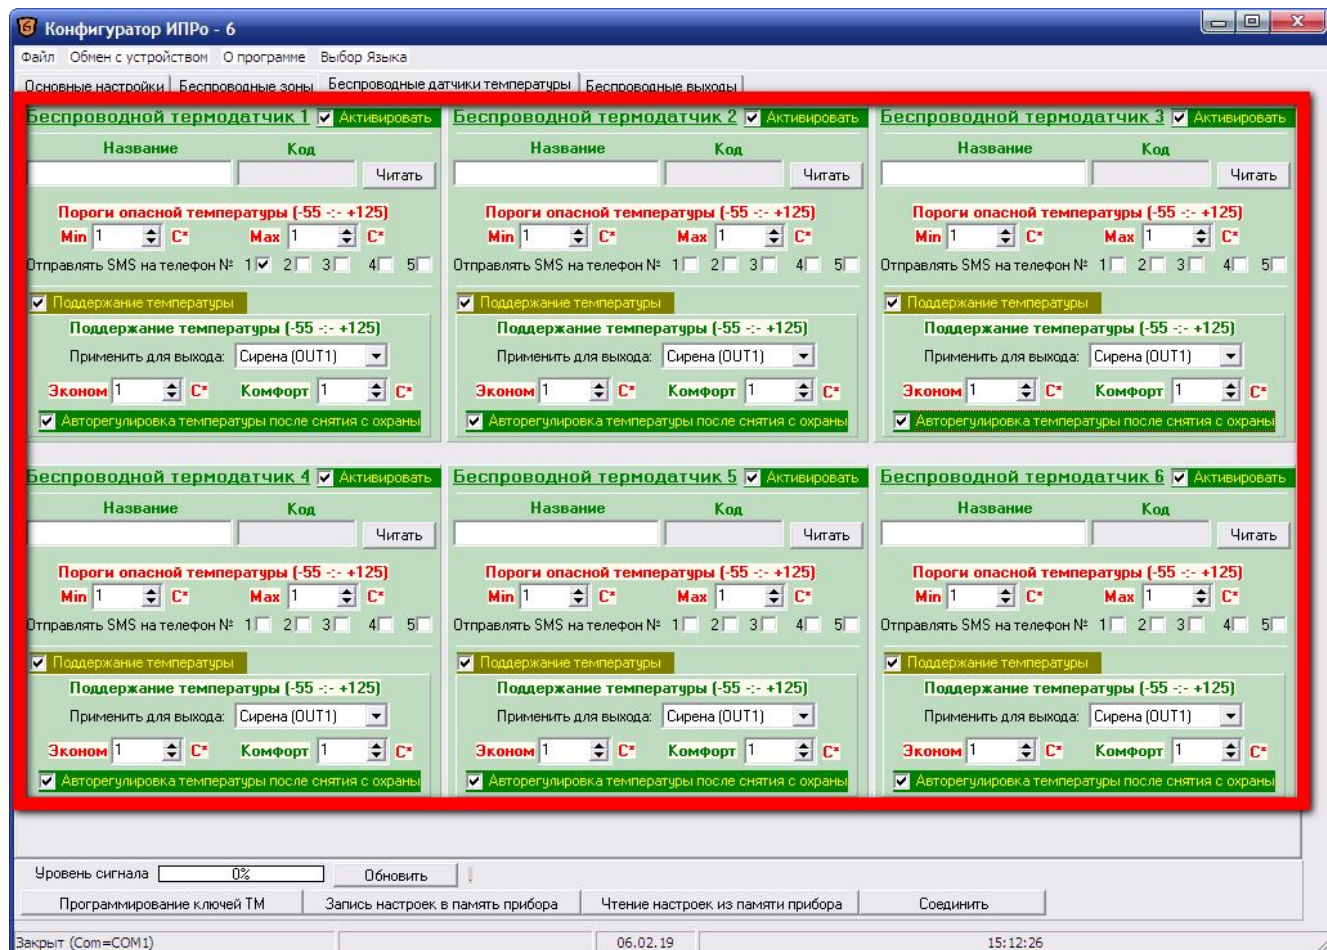 Конфигуратор ИПРо - 6
Файл Обмен с устройством О программе Выбор Языка
Основные настройки Беспроводные зоны Беспроводные датчики температуры Беспроводные выходы
Беспроводной термодатчик 1 Активировать Беспроводной термодатчик 2 Активировать Беспроводной термодатчик 3 Активировать
Название Код Название Код Название Код
Читать Читать Читать
Пороги опасной температуры (-55 -:- +125) Пороги опасной температуры (-55 -:- +125) Пороги опасной температуры (-55 -:- +125)
Min 1 C* Max 1 C* Min 1 C* Max 1 C* Min 1 C* Max 1 C*
Отправлять SMS на телефон № 1 2 3 4 5 Отправлять SMS на телефон № 1 2 3 4 5 Отправлять SMS на телефон № 1 2 3 4 5
Поддержание температуры Поддержание температуры Поддержание температуры
Поддержание температуры (-55 -:- +125) Поддержание температуры (-55 -:- +125) Поддержание температуры (-55 -:- +125)
Применить для выхода: Сирена (OUT1) Применить для выхода: Сирена (OUT1) Применить для выхода: Сирена (OUT1)
Эконом 1 C* Комфорт 1 C* Эконом 1 C* Комфорт 1 C* Эконом 1 C* Комфорт 1 C*
Авторегулировка температуры после снятия с охраны Авторегулировка температуры после снятия с охраны Авторегулировка температуры после снятия с охраны
Беспроводной термодатчик 4 Активировать Беспроводной термодатчик 5 Активировать Беспроводной термодатчик 6 Активировать
Название Код Название Код Название Код
Читать Читать Читать
Пороги опасной температуры (-55 -:- +125) Пороги опасной температуры (-55 -:- +125) Пороги опасной температуры (-55 -:- +125)
Min 1 C* Max 1 C* Min 1 C* Max 1 C* Min 1 C* Max 1 C*
Отправлять SMS на телефон № 1 2 3 4 5 Отправлять SMS на телефон № 1 2 3 4 5 Отправлять SMS на телефон № 1 2 3 4 5
Поддержание температуры Поддержание температуры Поддержание температуры
Поддержание температуры (-55 -:- +125) Поддержание температуры (-55 -:- +125) Поддержание температуры (-55 -:- +125)
Применить для выхода: Сирена (OUT1) Применить для выхода: Сирена (OUT1) Применить для выхода: Сирена (OUT1)
Эконом 1 C* Комфорт 1 C* Эконом 1 C* Комфорт 1 C* Эконом 1 C* Комфорт 1 C*
Авторегулировка температуры после снятия с охраны Авторегулировка температуры после снятия с охраны Авторегулировка температуры после снятия с охраны
Уровень сигнала 0% Обновить .
Программирование ключей ТМ Запись настроек в память прибора Чтение настроек из памяти прибора Соединить
Закрыт (Com=COM1) 06.02.19 15:12:26